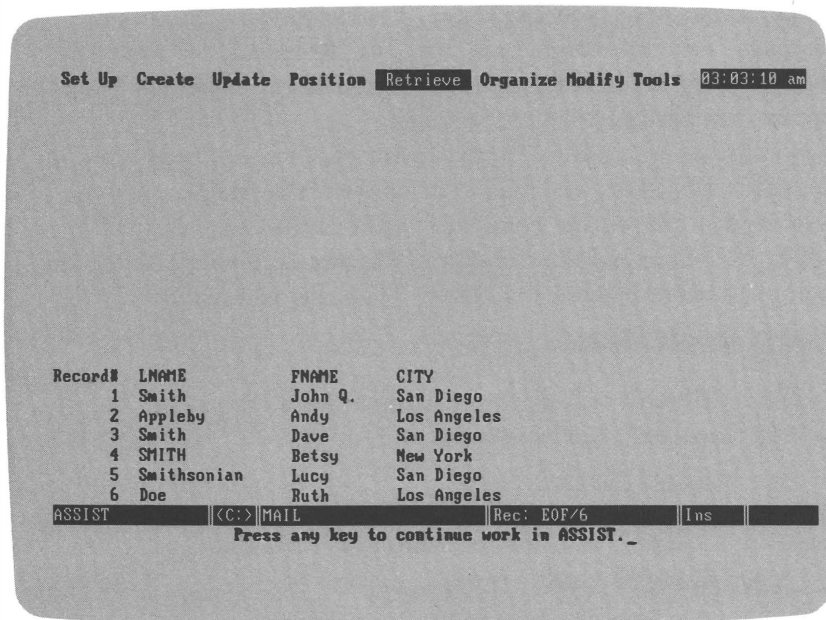 Set Up Create Update Position Retrieve Organize Modify Tools 03:03:10 am
Record# LNAME FNAME CITY
1 Smith John Q. San Diego
2 Appleby Andy Los Angeles
3 Smith Dave San Diego
4 SMITH Betsy New York
5 Smithsonian Lucy San Diego
6 Doe Ruth Los Angeles
ASSIST <C:> MAIL Rec: EOF/6 Ins
Press any key to continue work in ASSIST._